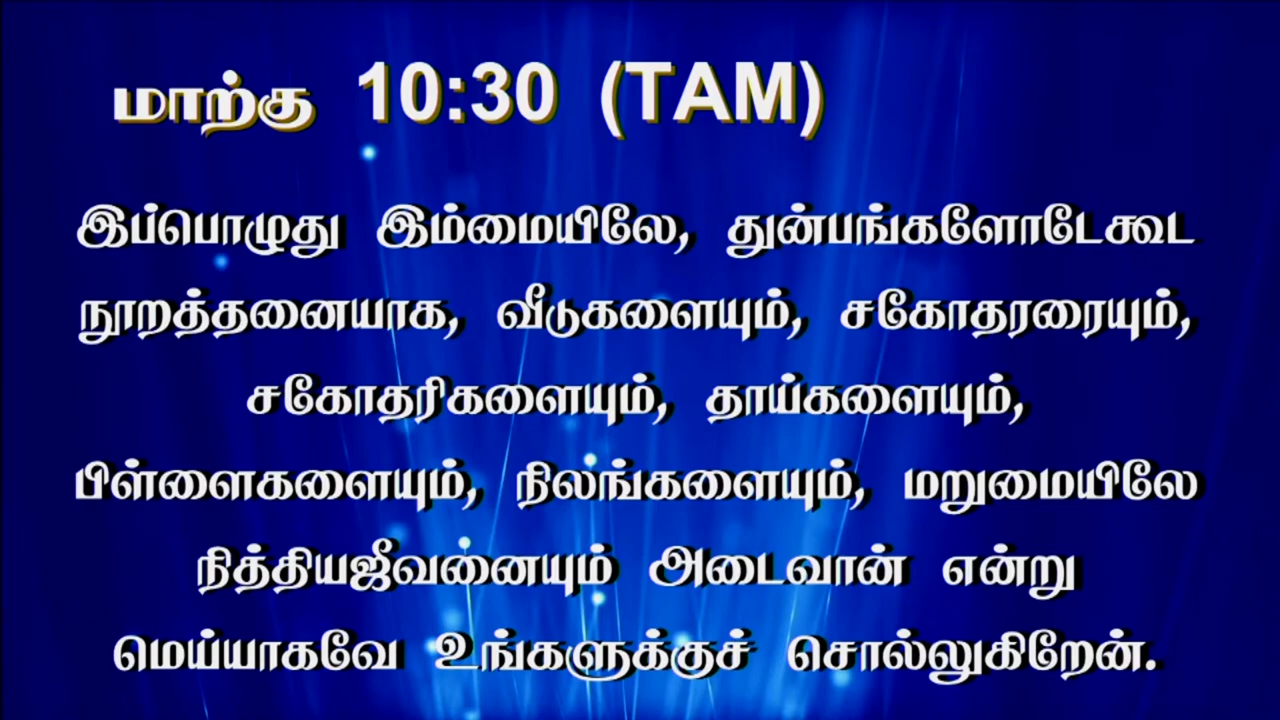 மாற்கு 10:30 (TAM)
இப்பொழுது இம்மையிலே, துன்பங்களோடேகூட
நூறத்தனையாக, வீடுகளையும், சகோதரரையும்,
சகோதரிகளையும், தாய்களையும்,
பிள்ளைகளையும், நிலங்களையும், மறுமையிலே
நித்தியஜீவனையும் அடைவான் என்று
மெய்யாகவே உங்களுக்குச் சொல்லுகிறேன்.